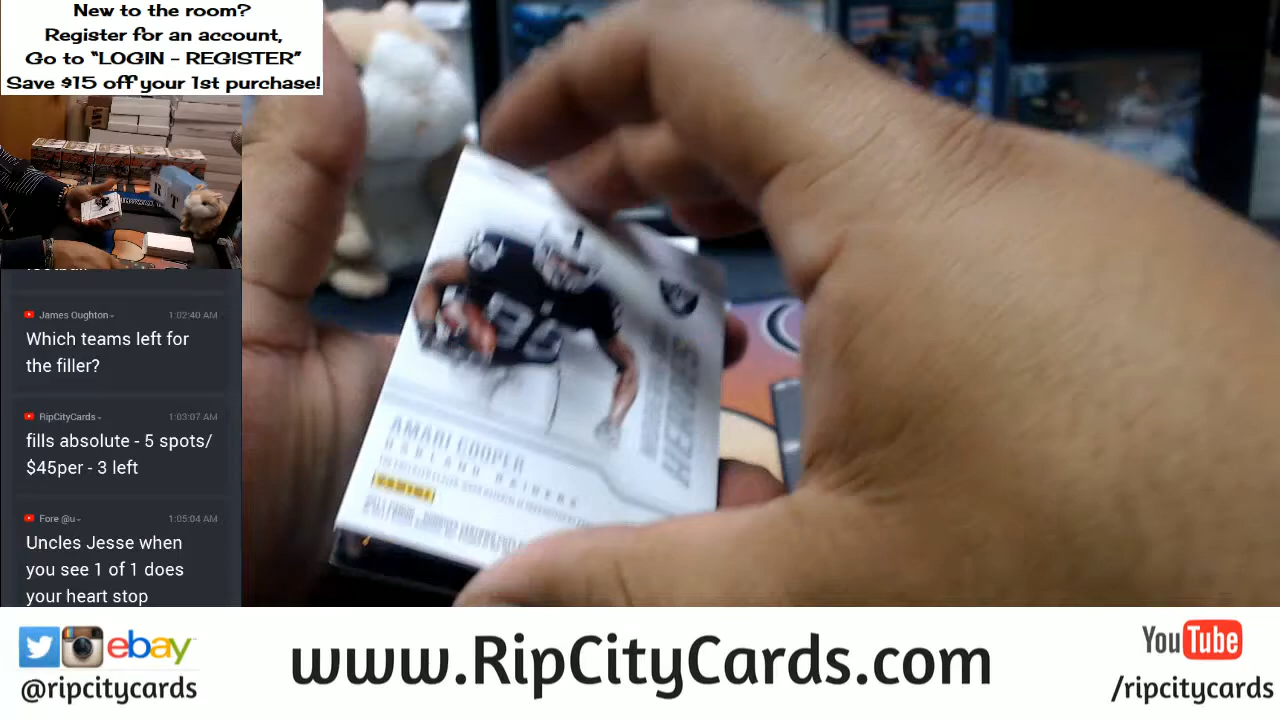 New to the room?
Register for an account,
Go to "LOGIN - REGISTER"
Save $15 off your 1st purchase!
R T
James Oughton
1:02:40 AM
Which teams left for
the filler?
RipCityCards
1:03:07 AM
fills absolute - 5 spots/
$45per - 3 left
Fore @u
1:05:04 AM
Uncles Jesse when
you see 1 of 1 does
your heart stop
HEROES
AMARI COOPER
OAKLAND RAIDERS
PANINI
ebay
@ripcitycards
www.RipCityCards.com
YouTube
/ripcitycards